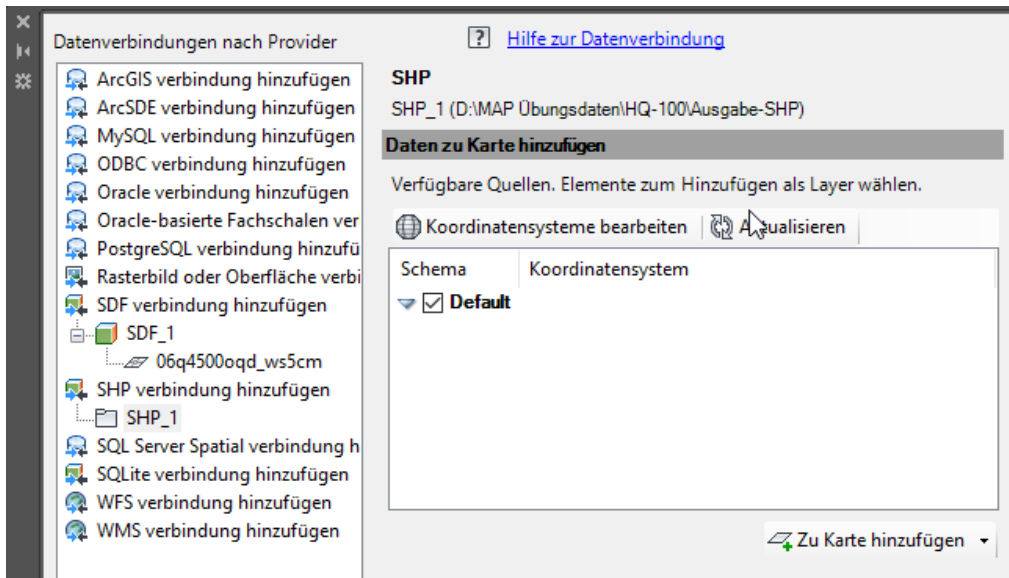 Datenverbindungen nach Provider
ArcGIS verbindung hinzufügen
ArcSDE verbindung hinzufügen
MySQL verbindung hinzufügen
ODBC verbindung hinzufügen
Oracle verbindung hinzufügen
Oracle-basierte Fachschalen ver
PostgreSQL verbindung hinzufü
Rasterbild oder Oberfläche verbi
SDF verbindung hinzufügen
SDF_1
06q4500oqd_ws5cm
SHP verbindung hinzufügen
SHP_1
SQL Server Spatial verbindung h
SQLite verbindung hinzufügen
WFS verbindung hinzufügen
WMS verbindung hinzufügen
? Hilfe zur Datenverbindung
SHP
SHP_1 (D:\MAP Übungsdaten\HQ-100\Ausgabe-SHP)
Daten zu Karte hinzufügen
Verfügbare Quellen. Elemente zum Hinzufügen als Layer wählen.
Koordinatensysteme bearbeiten Aktualisieren
Schema Koordinatensystem
Default
Zu Karte hinzufügen